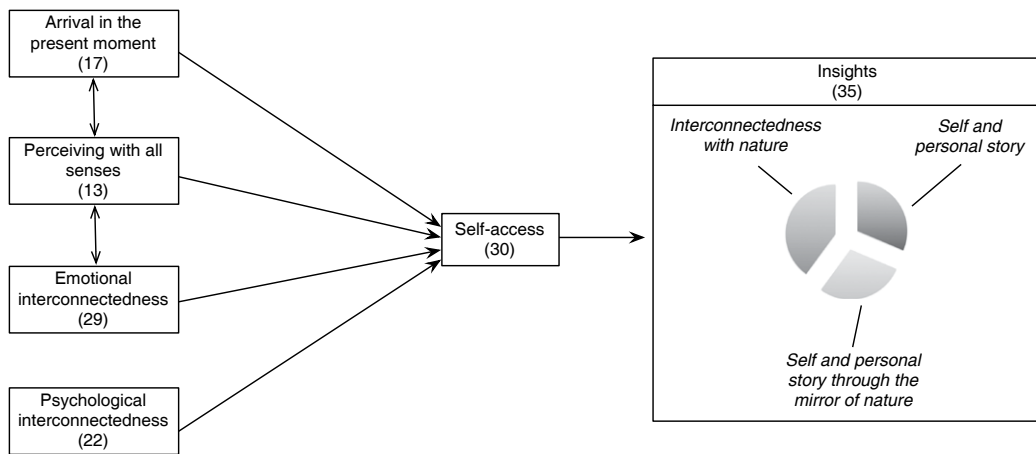 Arrival in the
present moment
(17)
Perceiving with all
senses
(13)
Emotional
interconnectedness
(29)
Psychological
interconnectedness
(22)
Self-access
(30)
Insights
(35)
Interconnectedness
with nature
Self and
personal story
Self and personal
story through the
mirror of nature